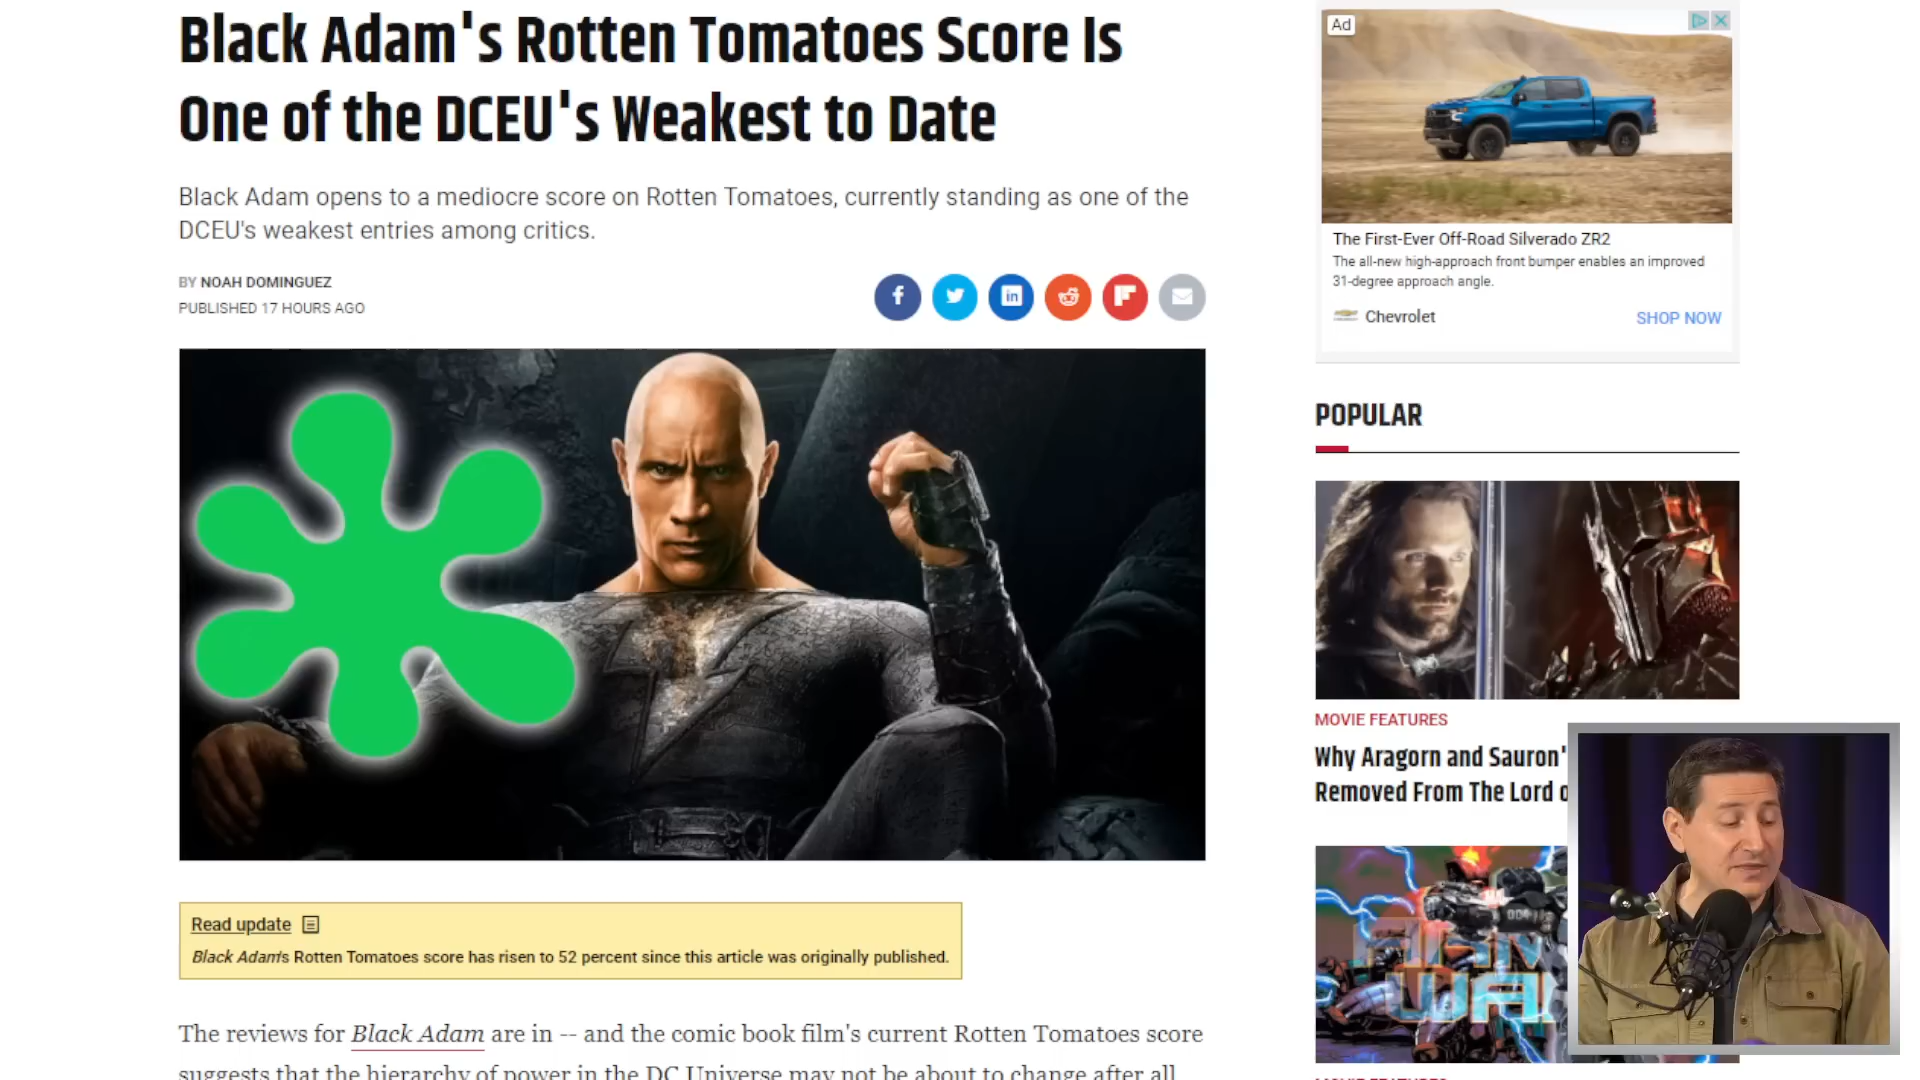 Black Adam's Rotten Tomatoes Score Is
One of the DCEU's Weakest to Date
Black Adam opens to a mediocre score on Rotten Tomatoes, currently standing as one of the
DCEU's weakest entries among critics.
BY NOAH DOMINGUEZ
PUBLISHED 17 HOURS AGO
f
in
Read update
Black Adam's Rotten Tomatoes score has risen to 52 percent since this article was originally published.
The reviews for Black Adam are in -- and the comic book film's current Rotten Tomatoes score
suggests that the hierarchy of power in the DC Universe may not be about to change after all
Ad
The First-Ever Off-Road Silverado ZR2
The all-new high-approach front bumper enables an improved
31-degree approach angle.
Chevrolet
SHOP NOW
POPULAR
MOVIE FEATURES
Why Aragorn and Sauron'
Removed From The Lord o
MOVIE FEATURES